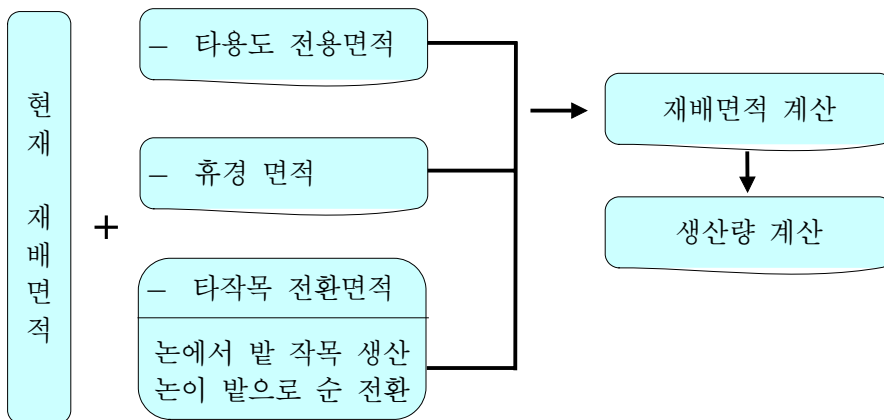 현재 재배면적
+
– 타용도 전용면적
– 휴경 면적
– 타작목 전환면적
논에서 밭 작목 생산
논이 밭으로 순 전환
재배면적 계산
생산량 계산